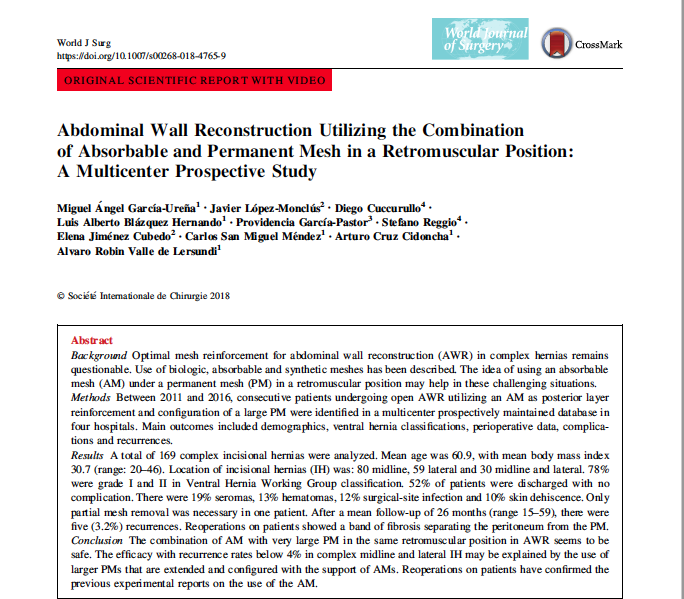 World J Surg
https://doi.org/10.1007/s00268-018-4765-9
World Journal
of Surgery
CrossMark
ORIGINAL SCIENTIFIC REPORT WITH VIDEO
Abdominal Wall Reconstruction Utilizing the Combination
of Absorbable and Permanent Mesh in a Retromuscular Position:
A Multicenter Prospective Study
Miguel Ángel García-Ureña1 · Javier López-Monclús2 · Diego Cuccurullo4 ·
Luis Alberto Blázquez Hernando1 · Providencia García-Pastor3 · Stefano Reggio4 ·
Elena Jiménez Cubedo2 · Carlos San Miguel Méndez1 · Arturo Cruz Cidoncha1 ·
Alvaro Robin Valle de Lersundi1
© Société Internationale de Chirurgie 2018
Abstract
Background Optimal mesh reinforcement for abdominal wall reconstruction (AWR) in complex hernias remains
questionable. Use of biologic, absorbable and synthetic meshes has been described. The idea of using an absorbable
mesh (AM) under a permanent mesh (PM) in a retromuscular position may help in these challenging situations.
Methods Between 2011 and 2016, consecutive patients undergoing open AWR utilizing an AM as posterior layer
reinforcement and configuration of a large PM were identified in a multicenter prospectively maintained database in
four hospitals. Main outcomes included demographics, ventral hernia classifications, perioperative data, complica-
tions and recurrences.
Results A total of 169 complex incisional hernias were analyzed. Mean age was 60.9, with mean body mass index
30.7 (range: 20–46). Location of incisional hernias (IH) was: 80 midline, 59 lateral and 30 midline and lateral. 78%
were grade I and II in Ventral Hernia Working Group classification. 52% of patients were discharged with no
complication. There were 19% seromas, 13% hematomas, 12% surgical-site infection and 10% skin dehiscence. Only
partial mesh removal was necessary in one patient. After a mean follow-up of 26 months (range 15–59), there were
five (3.2%) recurrences. Reoperations on patients showed a band of fibrosis separating the peritoneum from the PM.
Conclusion The combination of AM with very large PM in the same retromuscular position in AWR seems to be
safe. The efficacy with recurrence rates below 4% in complex midline and lateral IH may be explained by the use of
larger PMs that are extended and configured with the support of AMs. Reoperations on patients have confirmed the
previous experimental reports on the use of the AM.